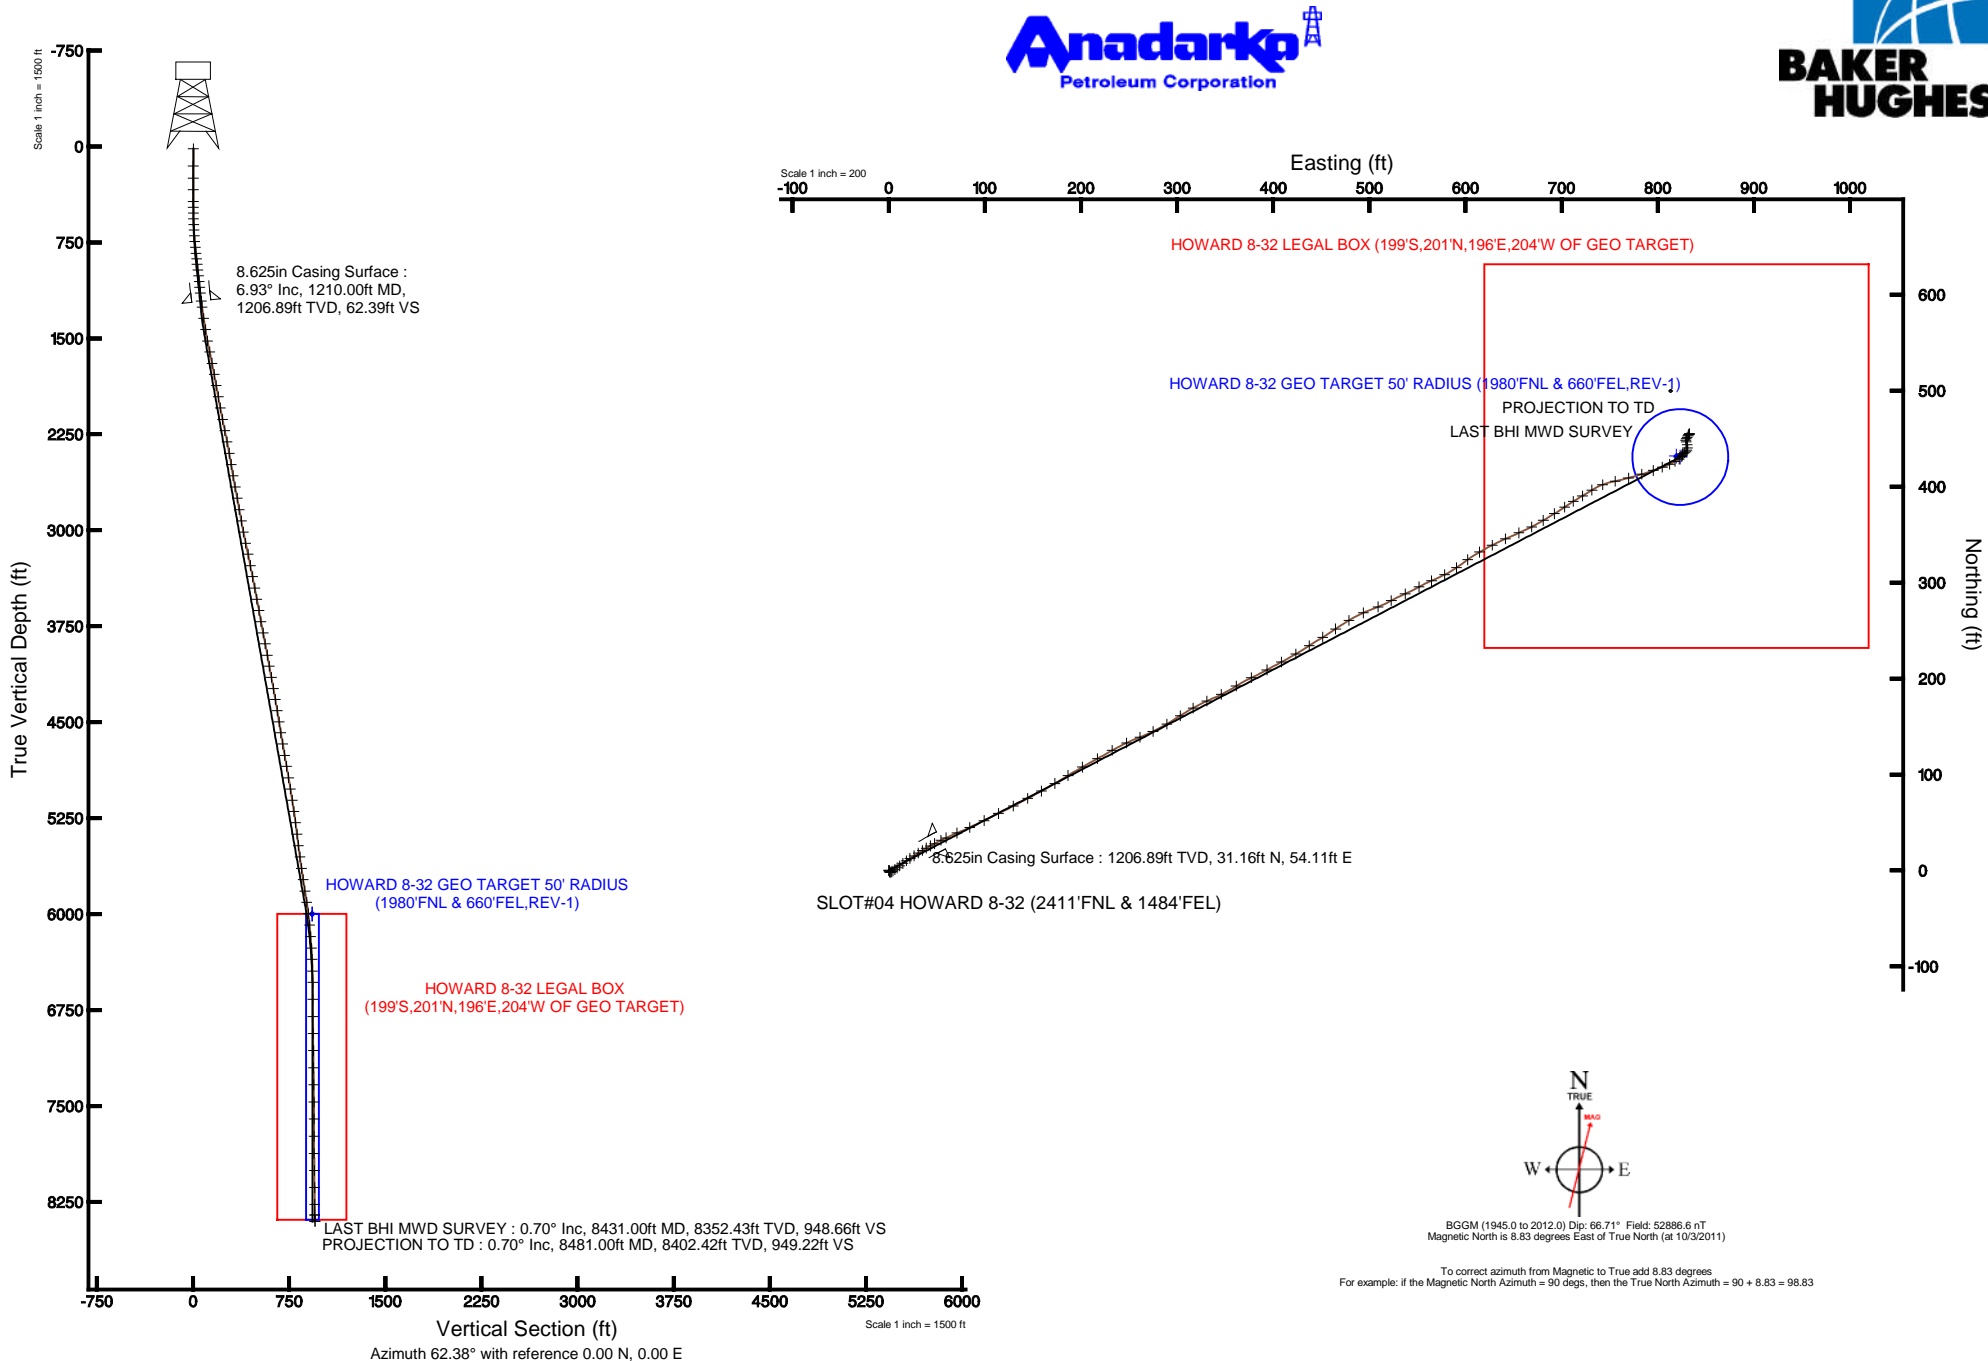 Anadarko
Petroleum Corporation
BAKER
HUGHES
Scale 1 inch = 1500 ft
-750
0
750
1500
2250
3000
3750
4500
5250
6000
6750
7500
8250
True Vertical Depth (ft)
8.625in Casing Surface :
6.93° Inc, 1210.00ft MD,
1206.89ft TVD, 62.39ft VS
HOWARD 8-32 GEO TARGET 50' RADIUS
(1980'FNL & 660'FEL,REV-1)
HOWARD 8-32 LEGAL BOX
(199'S,201'N,196'E,204'W OF GEO TARGET)
LAST BHI MWD SURVEY : 0.70° Inc, 8431.00ft MD, 8352.43ft TVD, 948.66ft VS
PROJECTION TO TD : 0.70° Inc, 8481.00ft MD, 8402.42ft TVD, 949.22ft VS
-750 0 750 1500 2250 3000 3750 4500 5250 6000
Vertical Section (ft)
Scale 1 inch = 1500 ft
Azimuth 62.38° with reference 0.00 N, 0.00 E
Easting (ft)
Scale 1 inch = 200
-100 0 100 200 300 400 500 600 700 800 900 1000
HOWARD 8-32 LEGAL BOX (199'S,201'N,196'E,204'W OF GEO TARGET)
HOWARD 8-32 GEO TARGET 50' RADIUS (1980'FNL & 660'FEL,REV-1)
PROJECTION TO TD
LAST BHI MWD SURVEY
600
500
400
300
200
100
0
-100
Northing (ft)
8.625in Casing Surface : 1206.89ft TVD, 31.16ft N, 54.11ft E
SLOT#04 HOWARD 8-32 (2411'FNL & 1484'FEL)
N
TRUE
MAG
W E
BGGM (1945.0 to 2012.0) Dip: 66.71° Field: 52886.6 nT
Magnetic North is 8.83 degrees East of True North (at 10/3/2011)
To correct azimuth from Magnetic to True add 8.83 degrees
For example: if the Magnetic North Azimuth = 90 degs, then the True North Azimuth = 90 + 8.83 = 98.83